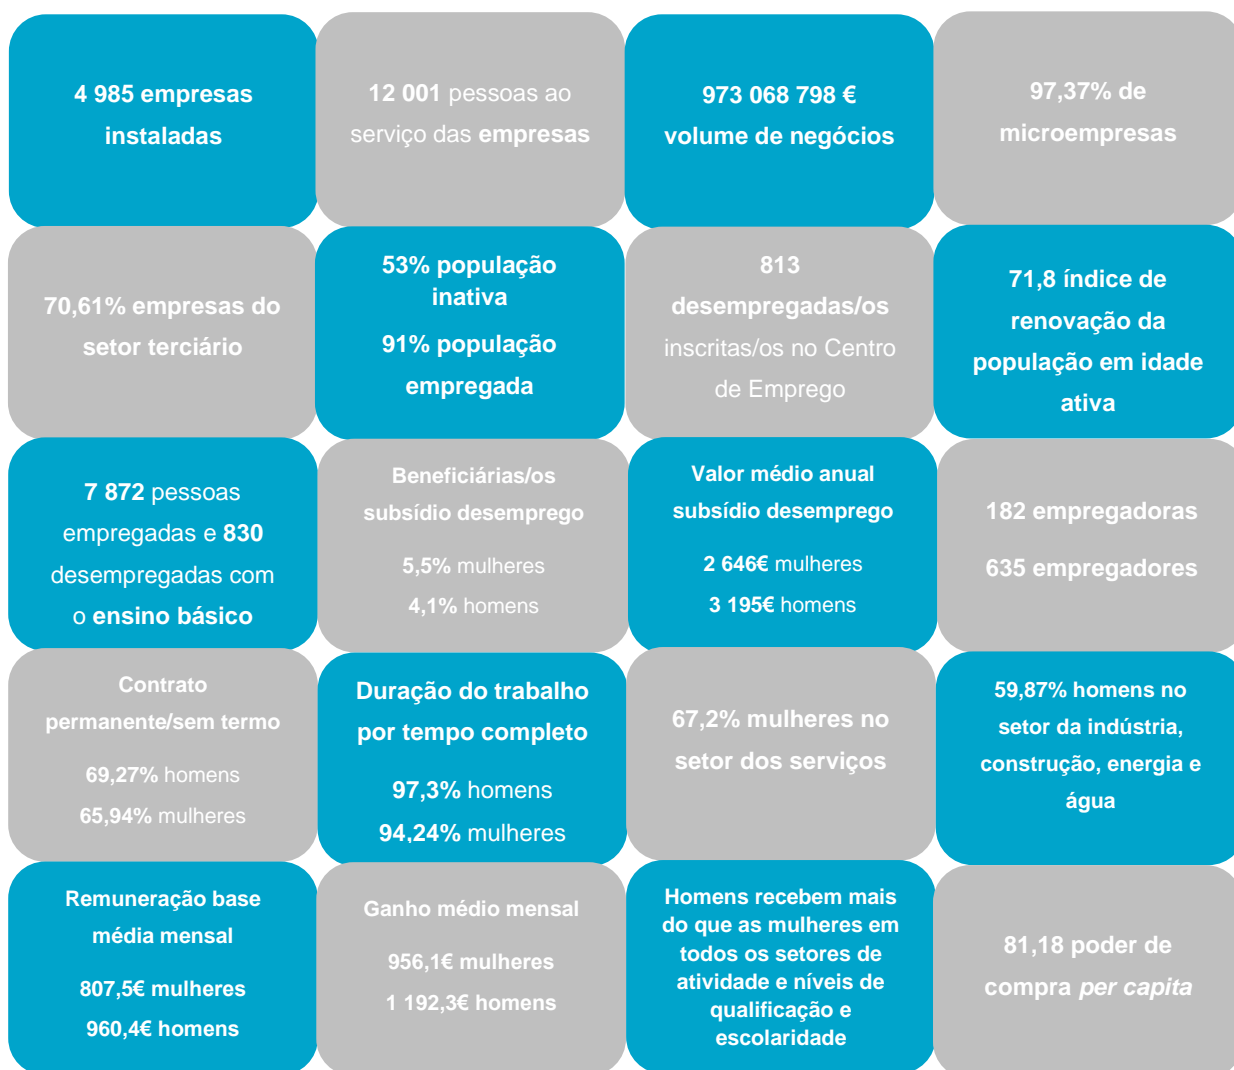 4 985 empresas
instaladas
12 001 pessoas ao
serviço das empresas
973 068 798 €
volume de negócios
97,37% de
microempresas
70,61% empresas do
setor terciário
53% população
inativa
91% população
empregada
813
desempregadas/os
inscritas/os no Centro
de Emprego
71,8 índice de
renovação da
população em idade
ativa
7 872 pessoas
empregadas e 830
desempregadas com
o ensino básico
Beneficiárias/os
subsídio desemprego
5,5% mulheres
4,1% homens
Valor médio anual
subsídio desemprego
2 646€ mulheres
3 195€ homens
182 empregadoras
635 empregadores
Contrato
permanente/sem termo
69,27% homens
65,94% mulheres
Duração do trabalho
por tempo completo
97,3% homens
94,24% mulheres
67,2% mulheres no
setor dos serviços
59,87% homens no
setor da indústria,
construção, energia e
água
Remuneração base
média mensal
807,5€ mulheres
960,4€ homens
Ganho médio mensal
956,1€ mulheres
1 192,3€ homens
Homens recebem mais
do que as mulheres em
todos os setores de
atividade e níveis de
qualificação e
escolaridade
81,18 poder de
compra per capita